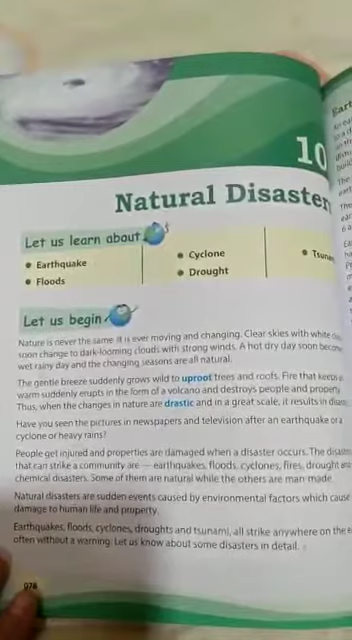 10
Natural Disaster
Let us learn about
• Earthquake
• Floods
• Cyclone
• Drought
Let us begin
Nature is never the same. It is ever moving and changing. Clear skies with white
soon change to dark-looming clouds with strong winds. A hot dry day soon
wet rainy day and the changing seasons are all natural.
The gentle breeze suddenly grows wild to uproot trees and roofs. Fire that keeps
warm suddenly erupts in the form of a volcano and destroys people and property.
Thus, when the changes in nature are drastic and in a great scale, it results in
Have you seen the pictures in newspapers and television after an earthquake or a
cyclone or heavy rains?
People get injured and properties are damaged when a disaster occurs. The
that can strike a community are — earthquakes, floods, cyclones, fires, drought and
chemical disasters. Some of them are natural while the others are man-made.
Natural disasters are sudden events caused by environmental factors which cause
damage to human life and property.
Earthquakes, floods, cyclones, droughts and tsunami, all strike anywhere on the
often without a warning. Let us know about some disasters in detail.
078